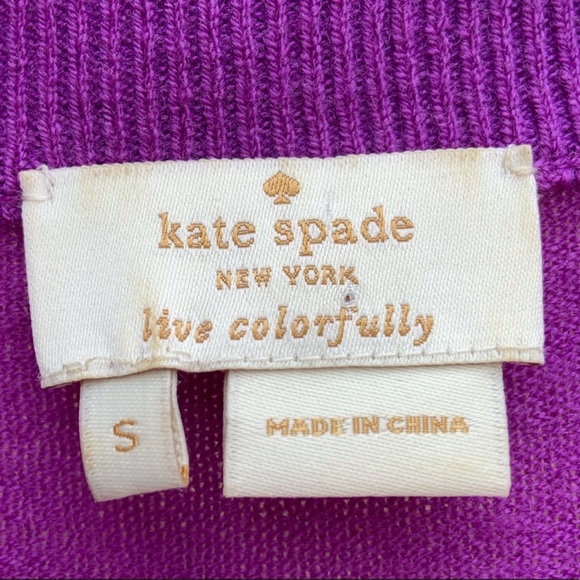 kate spade
NEW YORK
live colorfully
S
MADE IN CHINA